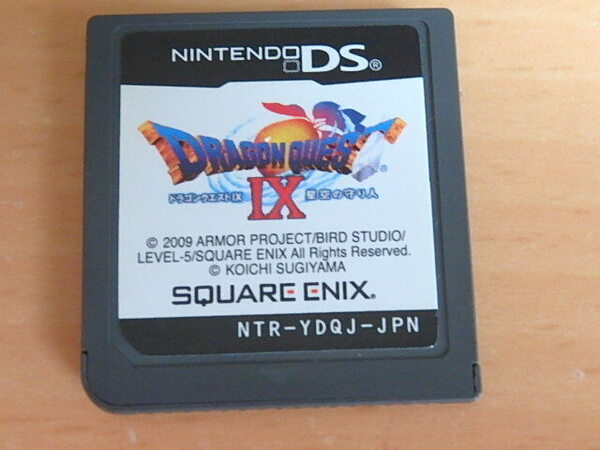 NINTENDO DS®
DRAGON QUEST®
ドラゴンクエストIX 星空の守り人
IX
© 2009 ARMOR PROJECT/BIRD STUDIO/
LEVEL-5/SQUARE ENIX All Rights Reserved.
© KOICHI SUGIYAMA
SQUARE ENIX®
NTR-YDQJ-JPN